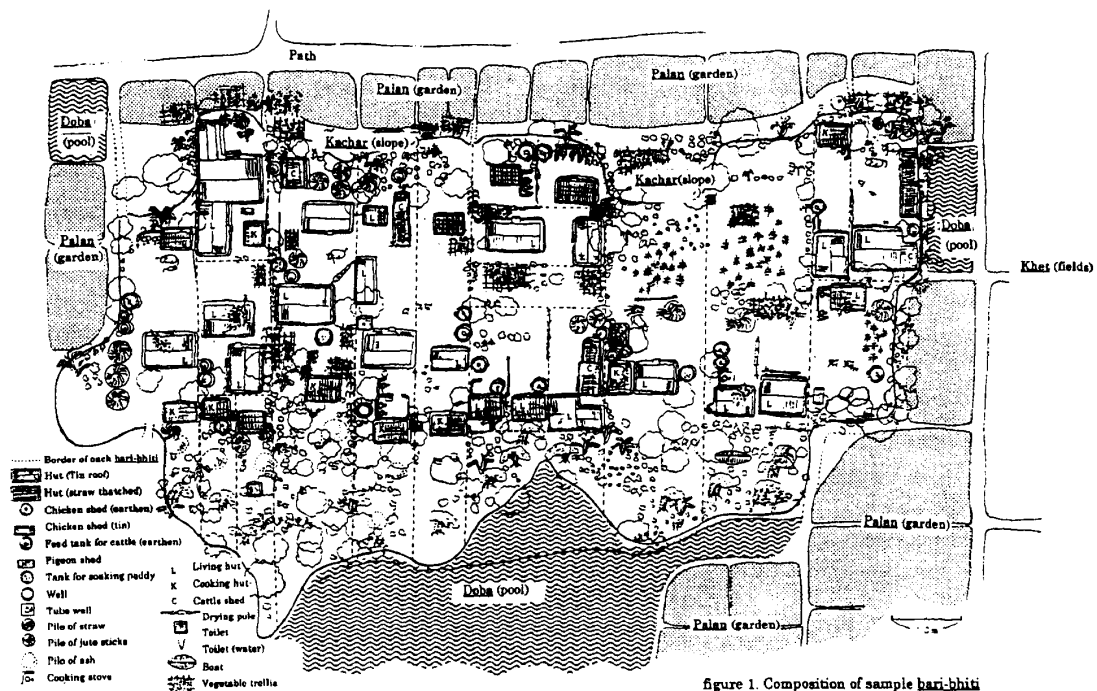 Path
Palan (garden)
Palan (garden)
Doba
(pool)
Kachar (slope)
Kachar (slope)
Palan
(garden)
Doba
(pool)
Khet (fields)
Border of each bari-bhiti
Hut (Tin roof)
Hut (straw thatched)
Chicken shed (earthen)
Chicken shed (tin)
Feed tank for cattle (earthen)
Pigeon shed
Tank for soaking paddy
Well
Tube well
Pile of straw
Pile of jute sticks
Pile of ash
Cooking stove
L Living hut
K Cooking hut
C Cattle shed
Drying pole
Toilet
Toilet (water)
Boat
Vegetable trellis
Doba (pool)
Palan (garden)
Palan (garden)
figure 1. Composition of sample bari-bhiti